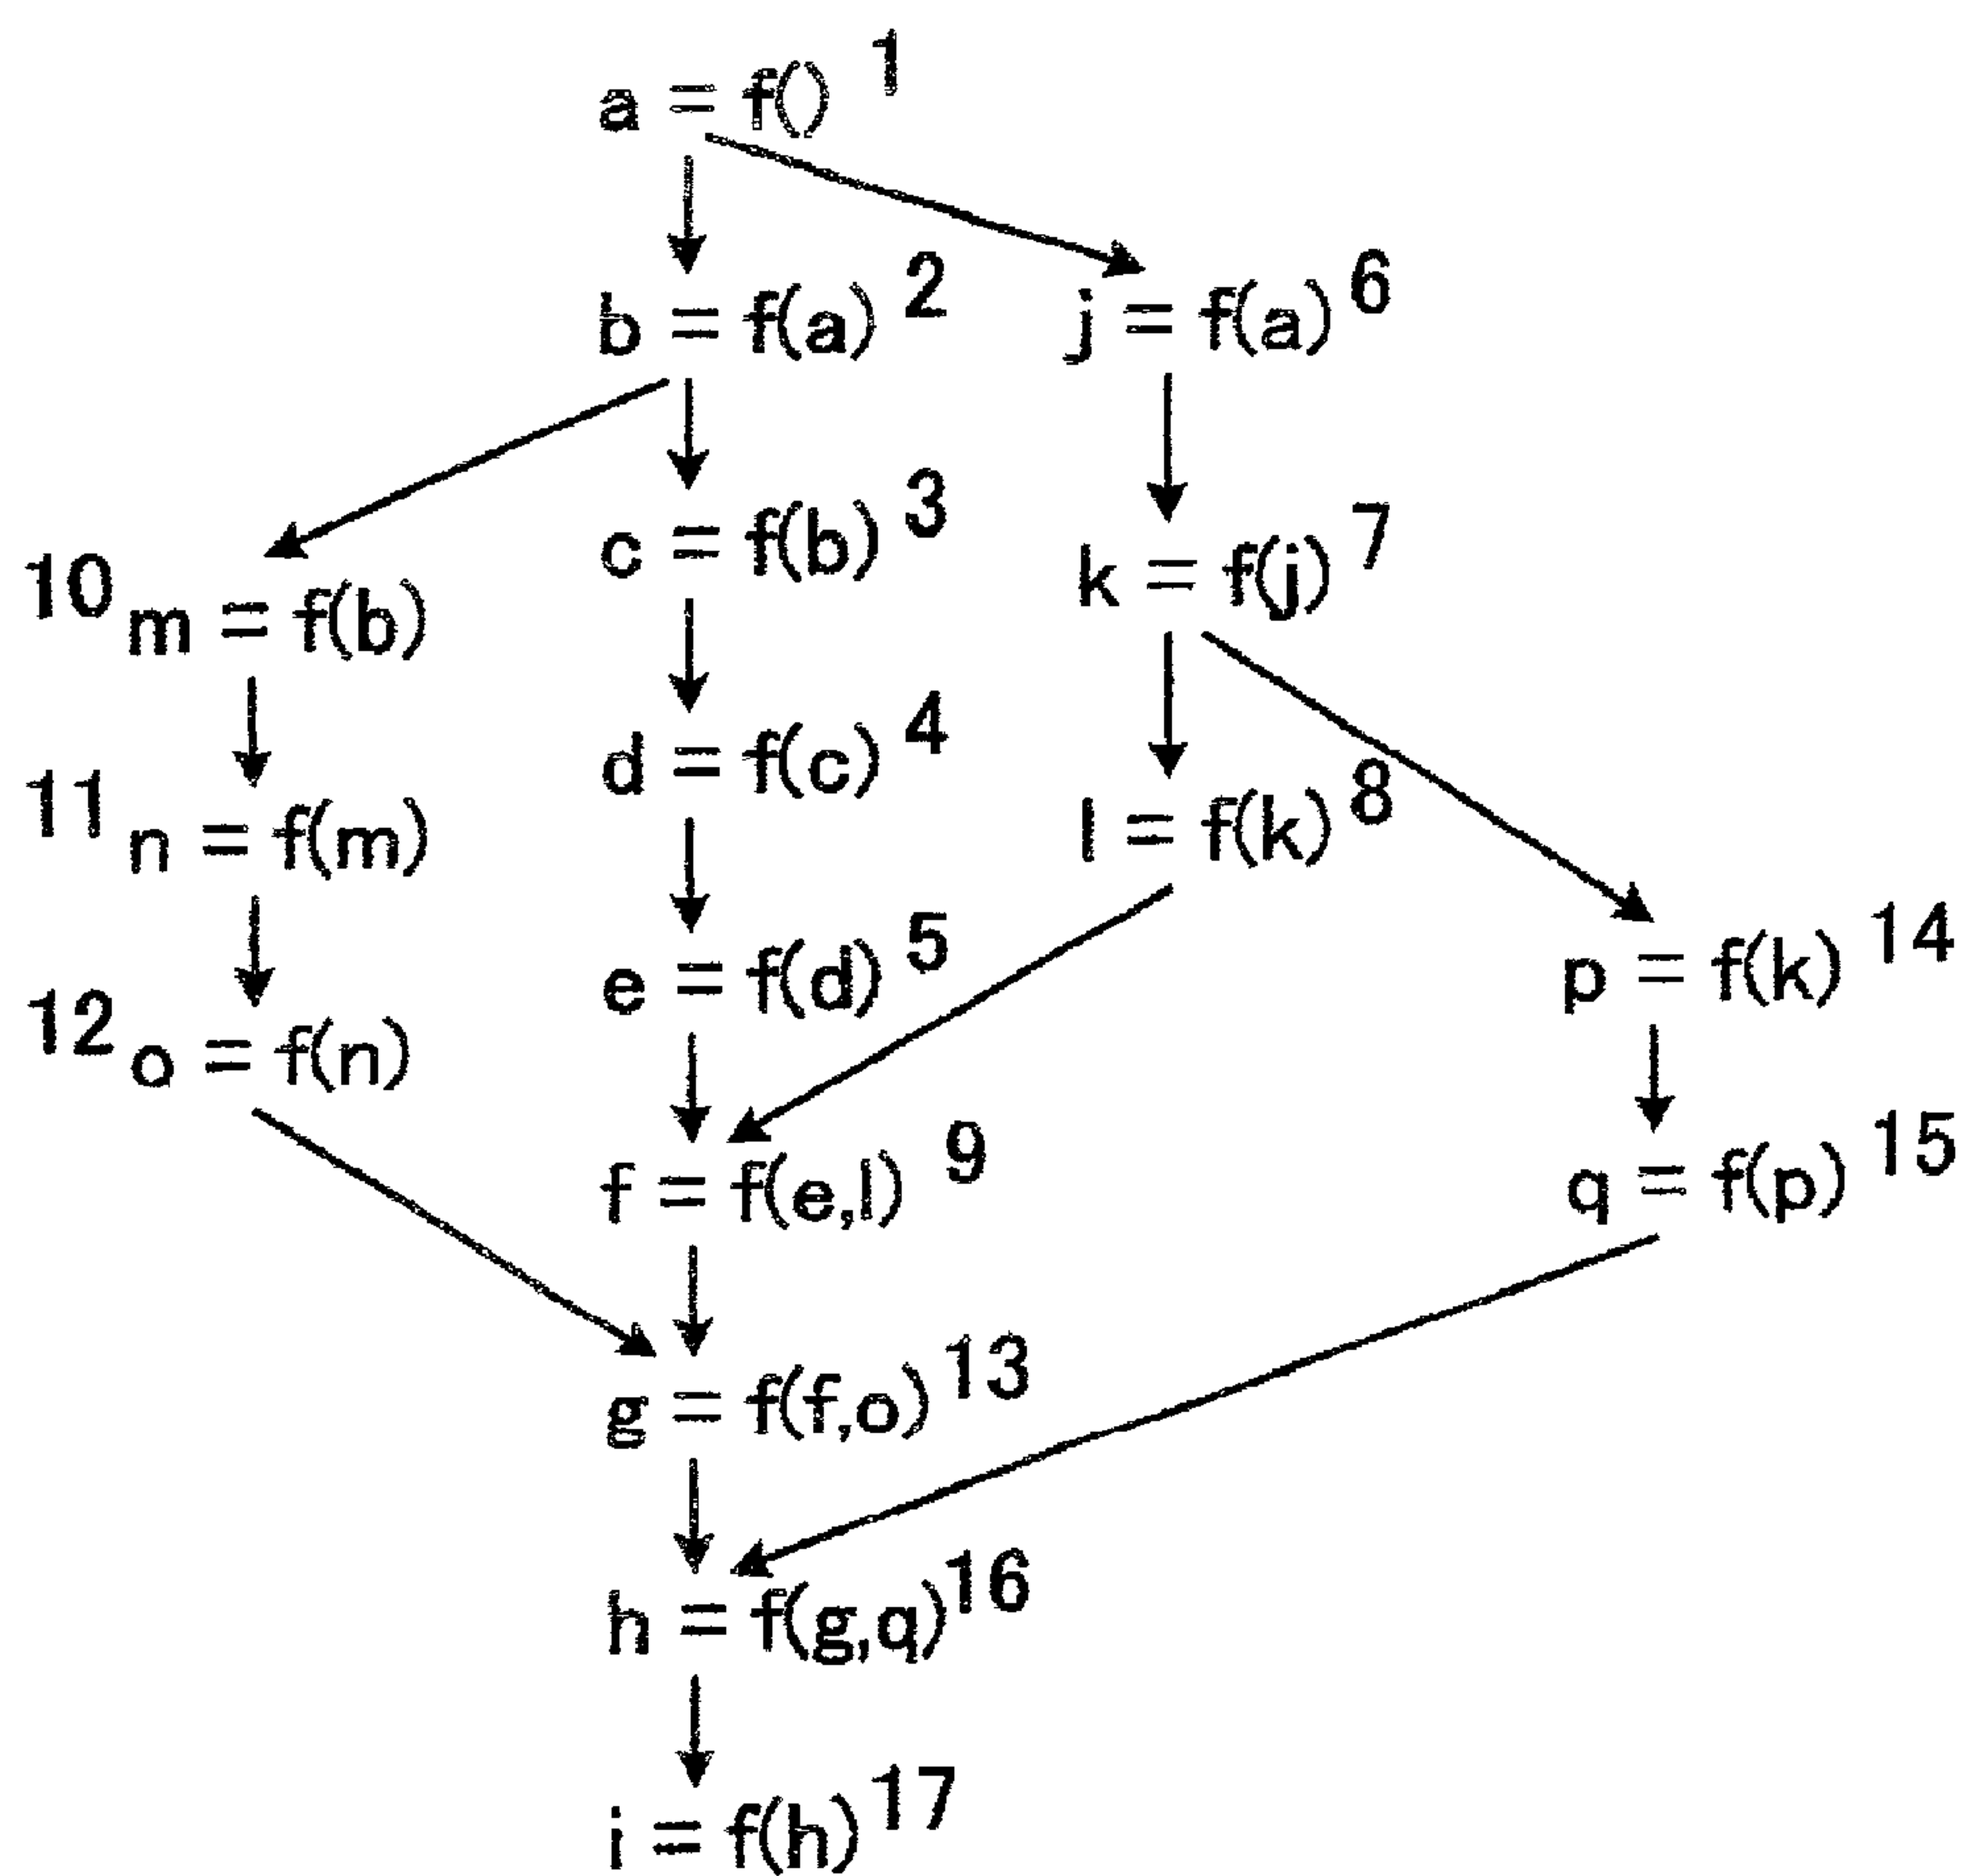 a = f() 1
b = f(a) 2
j = f(a) 6
c = f(b) 3
k = f(j) 7
10 m = f(b)
d = f(c) 4
l = f(k) 8
11 n = f(m)
e = f(d) 5
p = f(k) 14
12 o = f(n)
f = f(e,l) 9
q = f(p) 15
g = f(f,o) 13
h = f(g,q) 16
i = f(h) 17